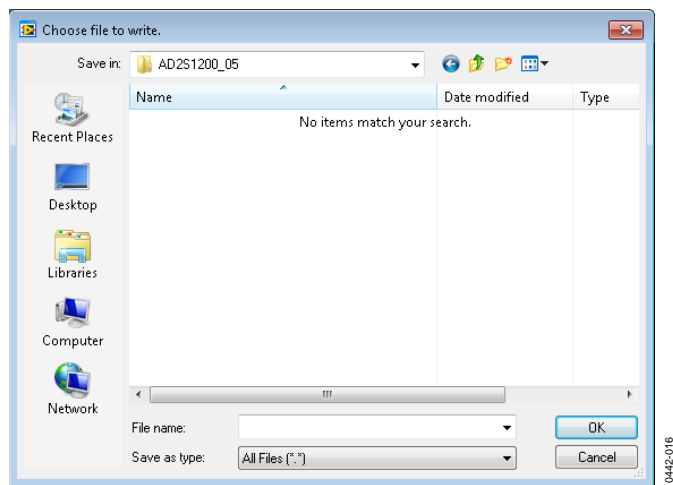 Choose file to write.
Save in: AD2S1200_05
Name Date modified Type
No items match your search.
Recent Places
Desktop
Libraries
Computer
Network
File name: OK
Save as type: All Files (*.*) Cancel
0442-016